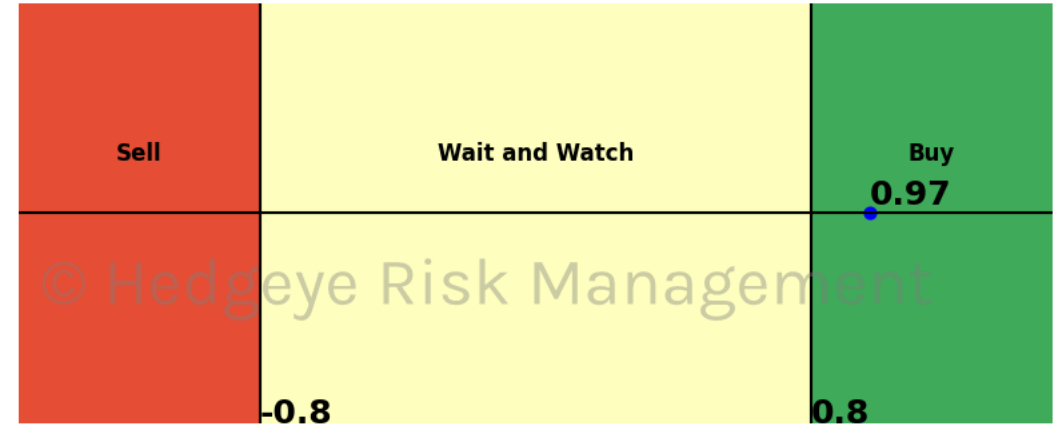 Sell
Wait and Watch
Buy
0.97
© Hedgeye Risk Management
-0.8
0.8